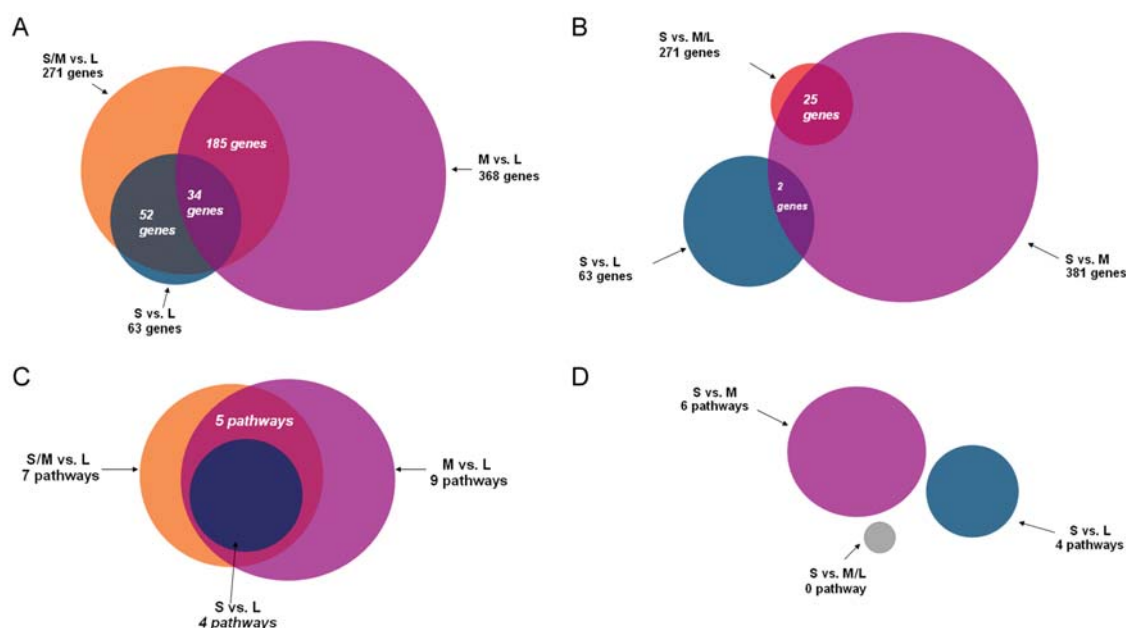 A
S/M vs. L
271 genes
185 genes
34
genes
52
genes
M vs. L
368 genes
S vs. L
63 genes
B
S vs. M/L
271 genes
25
genes
2
genes
S vs. L
63 genes
S vs. M
381 genes
C
5 pathways
S/M vs. L
7 pathways
M vs. L
9 pathways
S vs. L
4 pathways
D
S vs. M
6 pathways
S vs. L
4 pathways
S vs. M/L
0 pathway